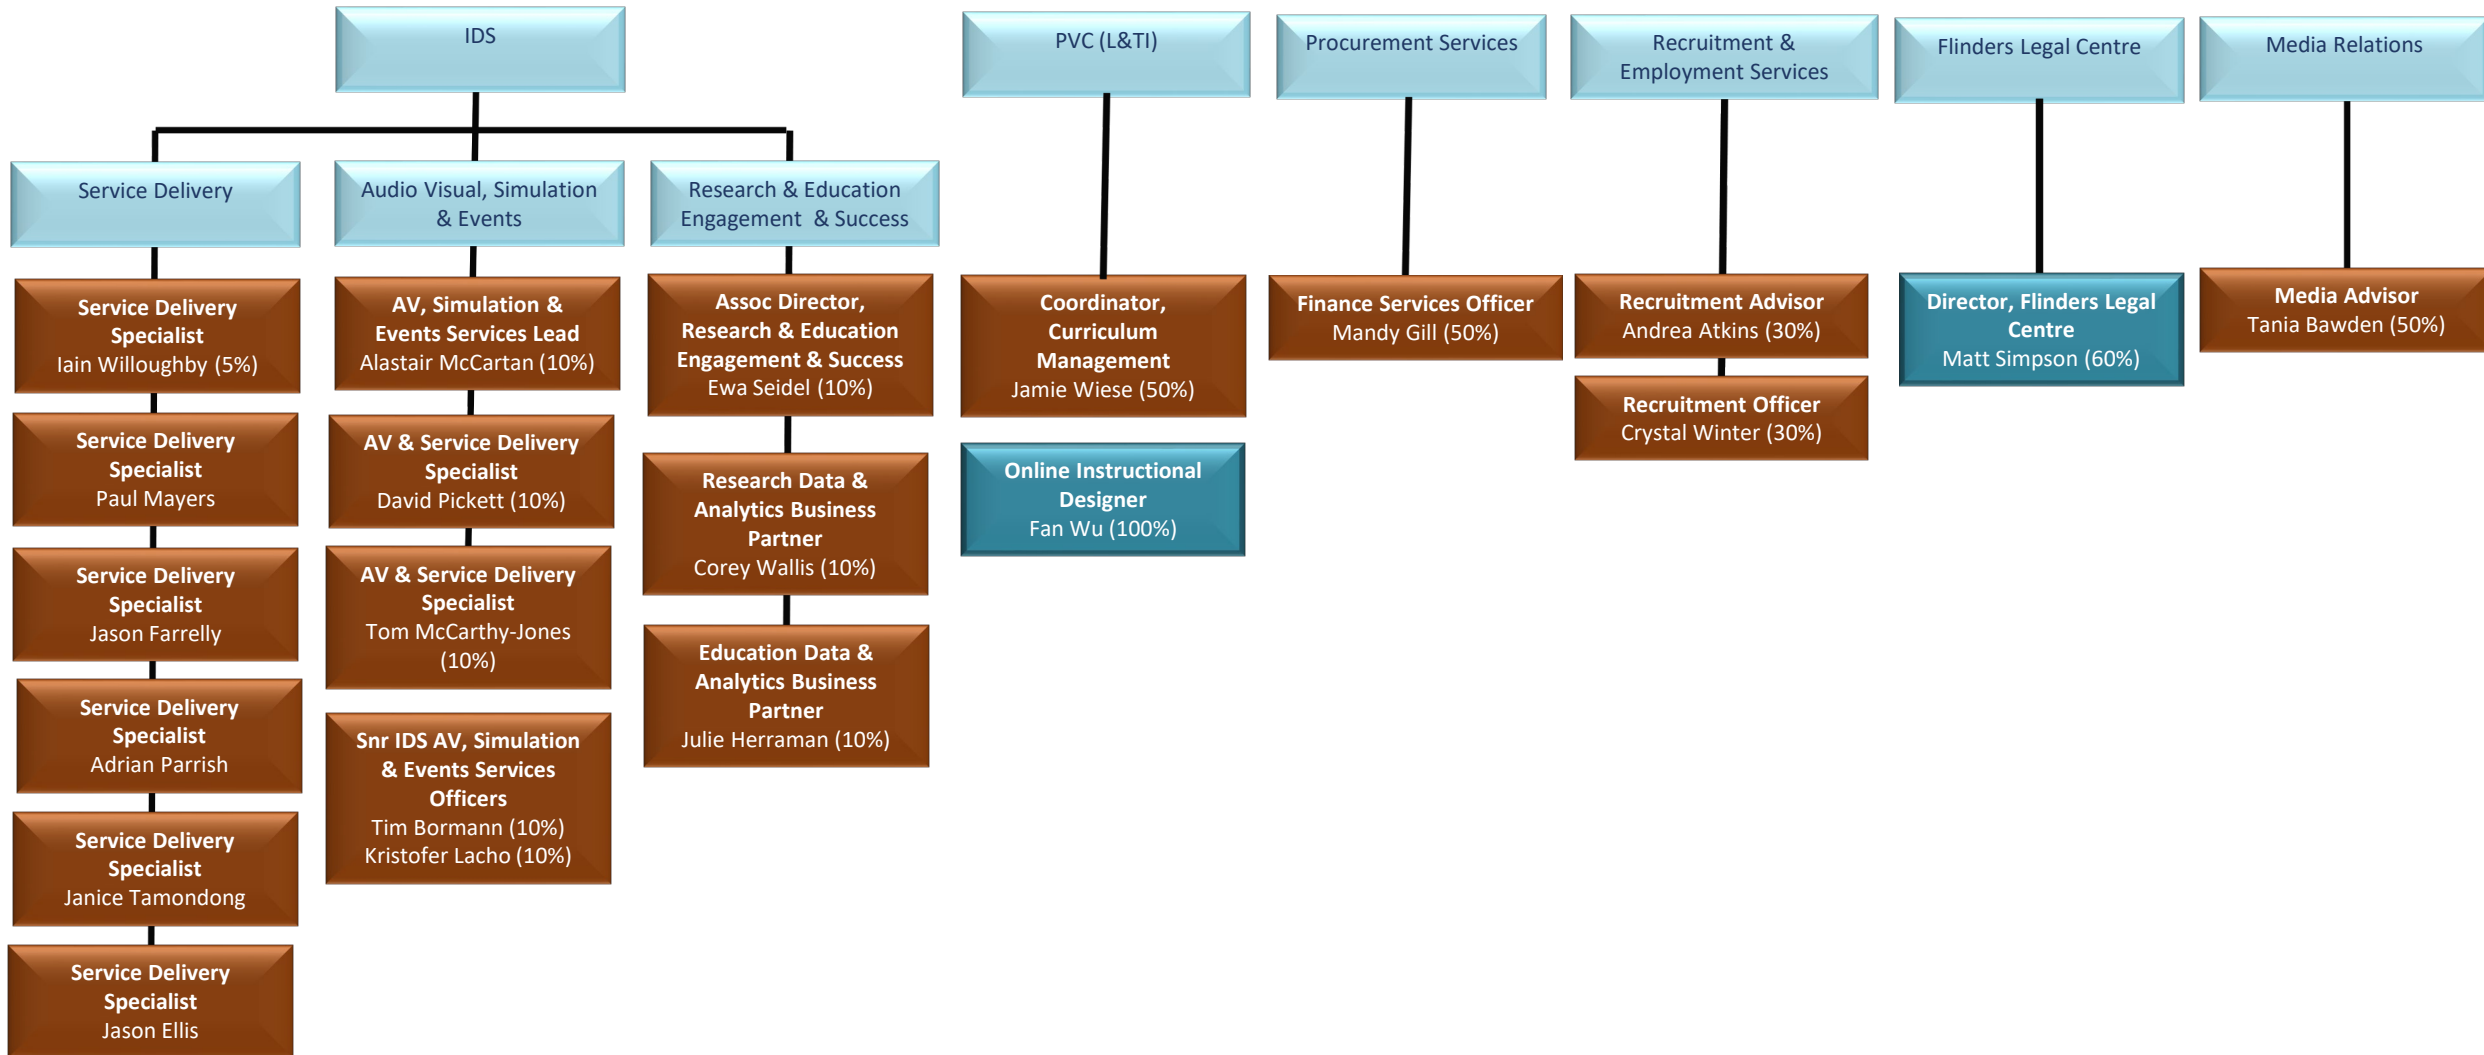 IDS
PVC (L&TI)
Procurement Services
Recruitment &
Employment Services
Flinders Legal Centre
Media Relations
Service Delivery
Audio Visual, Simulation
& Events
Research & Education
Engagement & Success
Service Delivery
Specialist
Iain Willoughby (5%)
Service Delivery
Specialist
Paul Mayers
Service Delivery
Specialist
Jason Farrelly
Service Delivery
Specialist
Adrian Parrish
Service Delivery
Specialist
Janice Tamondong
Service Delivery
Specialist
Jason Ellis
AV, Simulation &
Events Services Lead
Alastair McCartan (10%)
AV & Service Delivery
Specialist
David Pickett (10%)
AV & Service Delivery
Specialist
Tom McCarthy-Jones
(10%)
Snr IDS AV, Simulation
& Events Services
Officers
Tim Bormann (10%)
Kristofer Lacho (10%)
Assoc Director,
Research & Education
Engagement & Success
Ewa Seidel (10%)
Research Data &
Analytics Business
Partner
Corey Wallis (10%)
Education Data &
Analytics Business
Partner
Julie Herraman (10%)
Coordinator,
Curriculum
Management
Jamie Wiese (50%)
Online Instructional
Designer
Fan Wu (100%)
Finance Services Officer
Mandy Gill (50%)
Recruitment Advisor
Andrea Atkins (30%)
Recruitment Officer
Crystal Winter (30%)
Director, Flinders Legal
Centre
Matt Simpson (60%)
Media Advisor
Tania Bawden (50%)